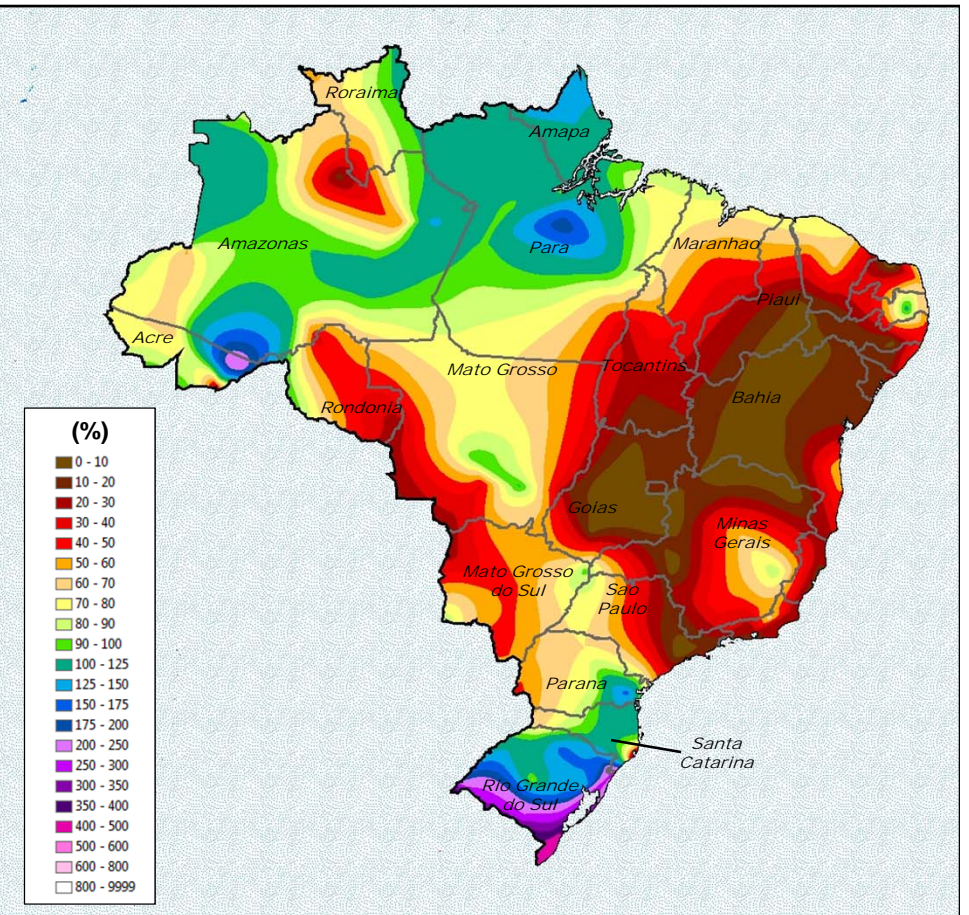 Roraima
Amapa
Amazonas
Para
Maranhao
Piaui
Acre
Mato Grosso
Tocantins
Bahia
Rondonia
(%)
0 - 10
10 - 20
20 - 30
30 - 40
40 - 50
50 - 60
60 - 70
70 - 80
80 - 90
90 - 100
100 - 125
125 - 150
150 - 175
175 - 200
200 - 250
250 - 300
300 - 350
350 - 400
400 - 500
500 - 600
600 - 800
800 - 9999
Goias
Minas
Gerais
Mato Grosso
do Sul
Sao
Paulo
Parana
Santa
Catarina
Rio Grande
do Sul